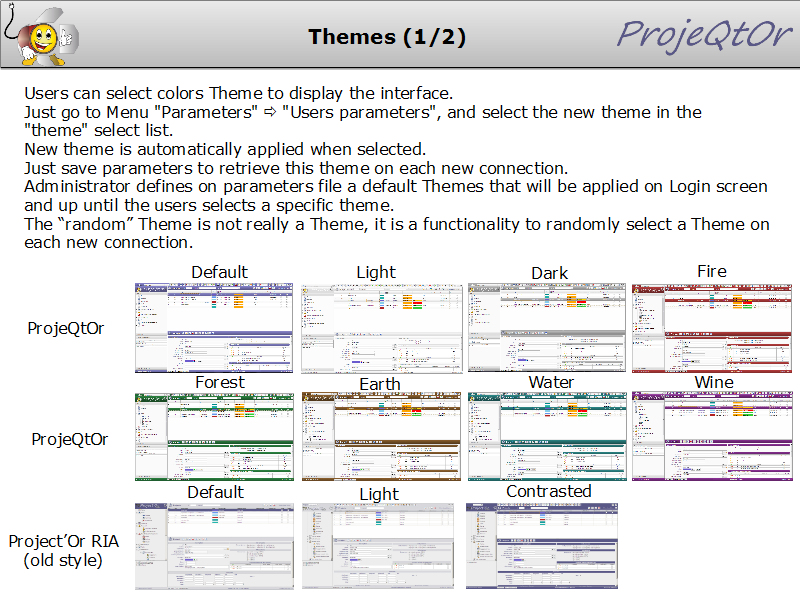 Themes (1/2)
ProjeQtOr
Users can select colors Theme to display the interface.
Just go to Menu "Parameters" ⇨ "Users parameters", and select the new theme in the
"theme" select list.
New theme is automatically applied when selected.
Just save parameters to retrieve this theme on each new connection.
Administrator defines on parameters file a default Themes that will be applied on Login screen
and up until the users selects a specific theme.
The “random” Theme is not really a Theme, it is a functionality to randomly select a Theme on
each new connection.
Default Light Dark Fire
ProjeQtOr
Forest Earth Water Wine
ProjeQtOr
Default Light Contrasted
Project’Or RIA
(old style)